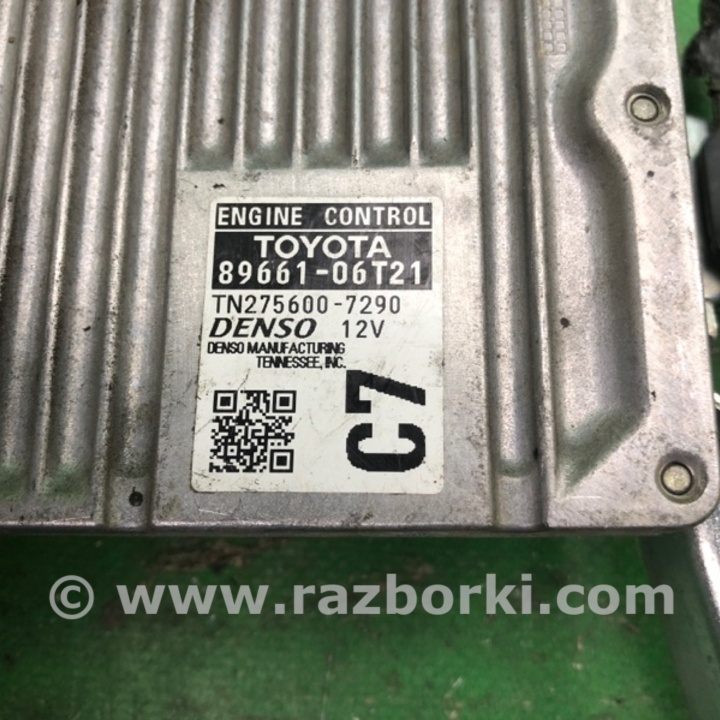 ENGINE CONTROL
TOYOTA
89661-06T21
TN275600-7290
DENSO 12V
DENSO MANUFACTURING
TENNESSEE, INC.
C7
© www.razborki.com